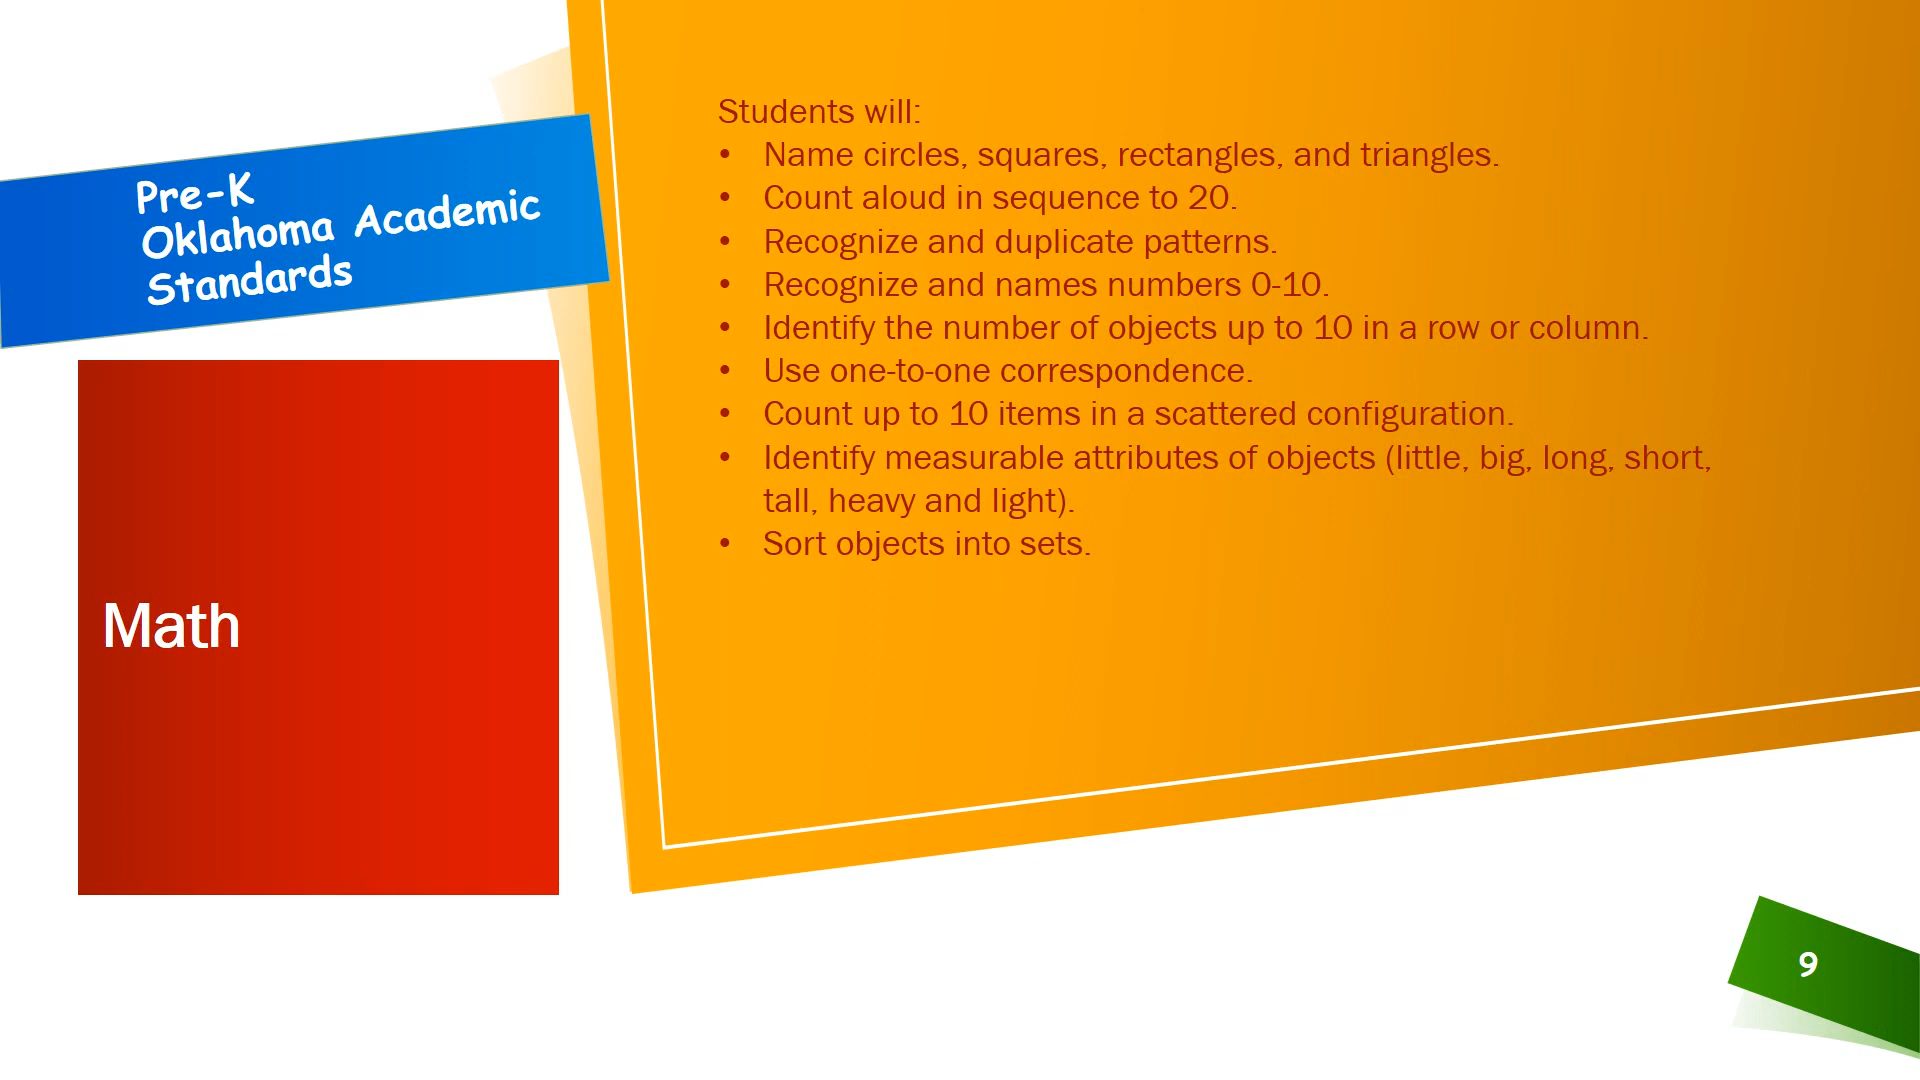 Pre-K
Oklahoma Academic
Standards
Math
Students will:
• Name circles, squares, rectangles, and triangles.
• Count aloud in sequence to 20.
• Recognize and duplicate patterns.
• Recognize and names numbers 0-10.
• Identify the number of objects up to 10 in a row or column.
• Use one-to-one correspondence.
• Count up to 10 items in a scattered configuration.
• Identify measurable attributes of objects (little, big, long, short,
tall, heavy and light).
• Sort objects into sets.
9